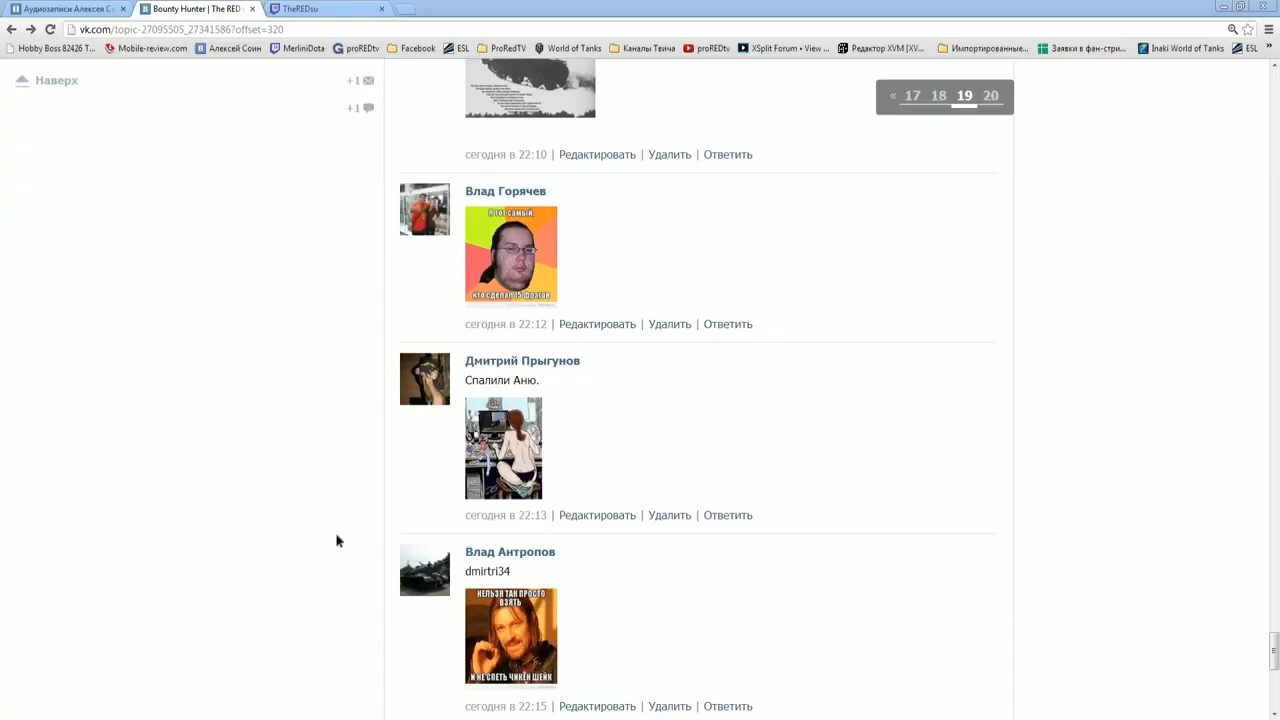 Аудиозаписи Алексея С
Bounty Hunter | The RED
TheREDsu
vk.com/topic-27095505_27341586?offset=320
Hobby Boss 82426 T...
Mobile-review.com
Алексей Соин
MerliniDota
proREDtv
Facebook
ESL
ProRedTV
World of Tanks
Каналы Твича
proREDtv
XSplit Forum • View ...
Редактор XVM [XV...
Импортированные...
Заявки в фан-стри...
Inaki World of Tanks
ESL
»
Наверх
+1
+1
« 17 18 19 20
сегодня в 22:10 | Редактировать | Удалить | Ответить
Влад Горячев
Я тот самый,
кто сделал 15 фрагов
сегодня в 22:12 | Редактировать | Удалить | Ответить
Дмитрий Прыгунов
Спалили Аню.
сегодня в 22:13 | Редактировать | Удалить | Ответить
Влад Антропов
dmirtri34
НЕЛЬЗЯ ТАК ПРОСТО
ВЗЯТЬ
И НЕ СПЕТЬ ЧИКЕН ШЕЙК
сегодня в 22:15 | Редактировать | Удалить | Ответить